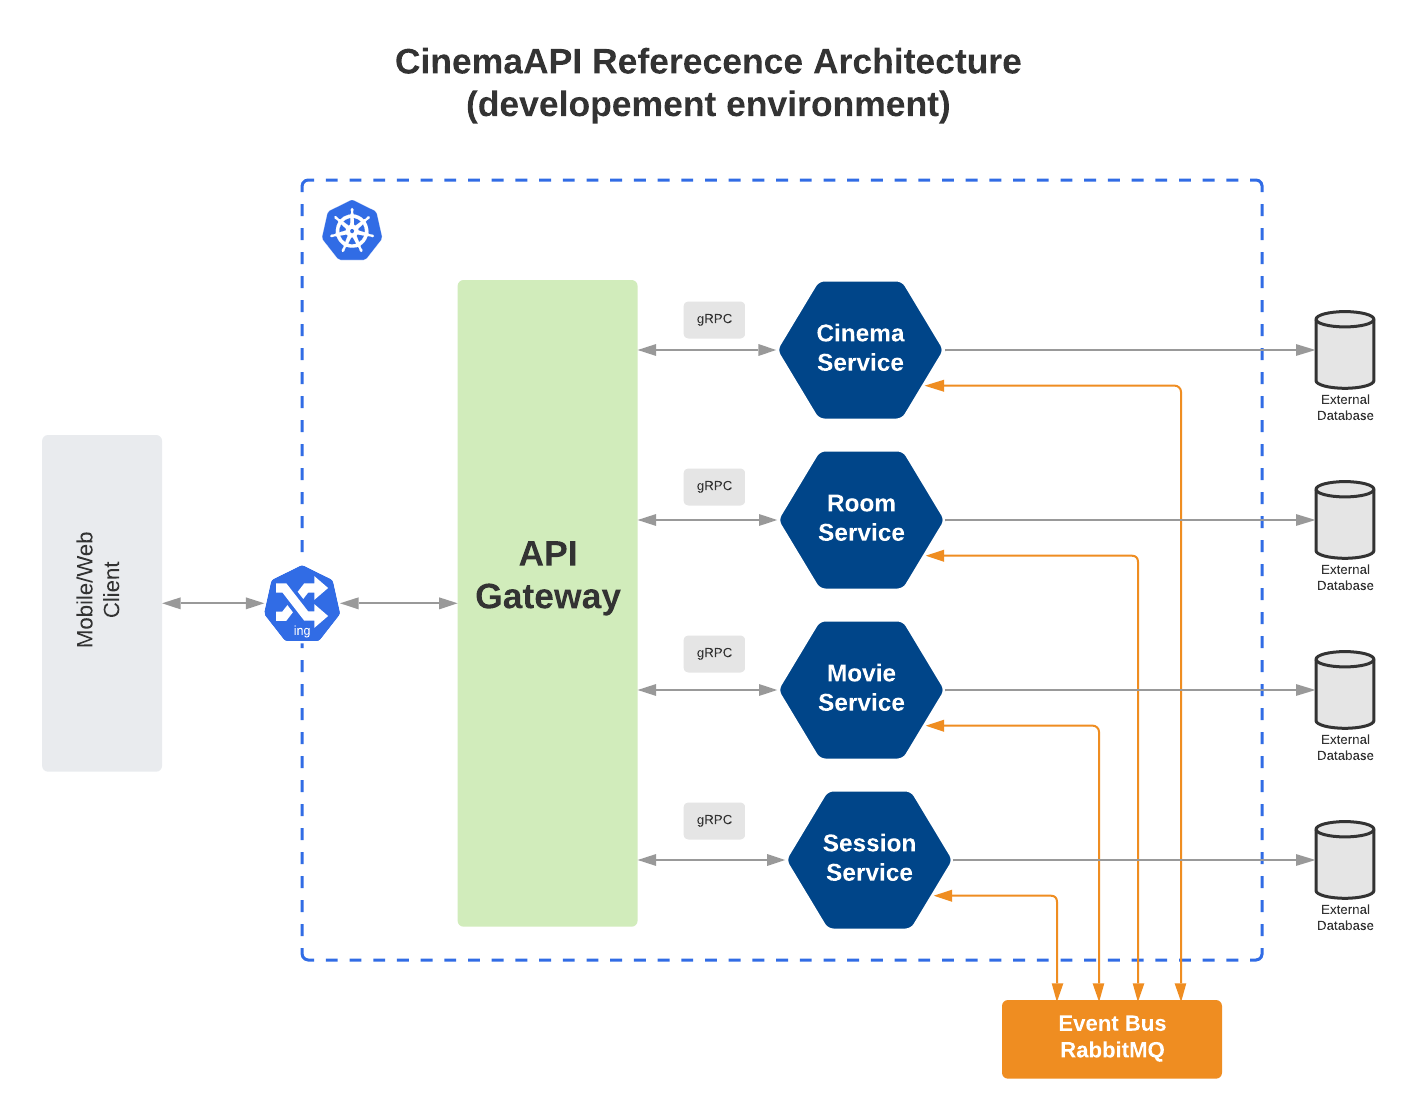 CinemaAPI Referecence Architecture
(developement environment)
gRPC
Cinema
Service
External
Database
gRPC
Room
Service
External
Database
Mobile/Web
Client
ing
API
Gateway
gRPC
Movie
Service
External
Database
gRPC
Session
Service
External
Database
Event Bus
RabbitMQ